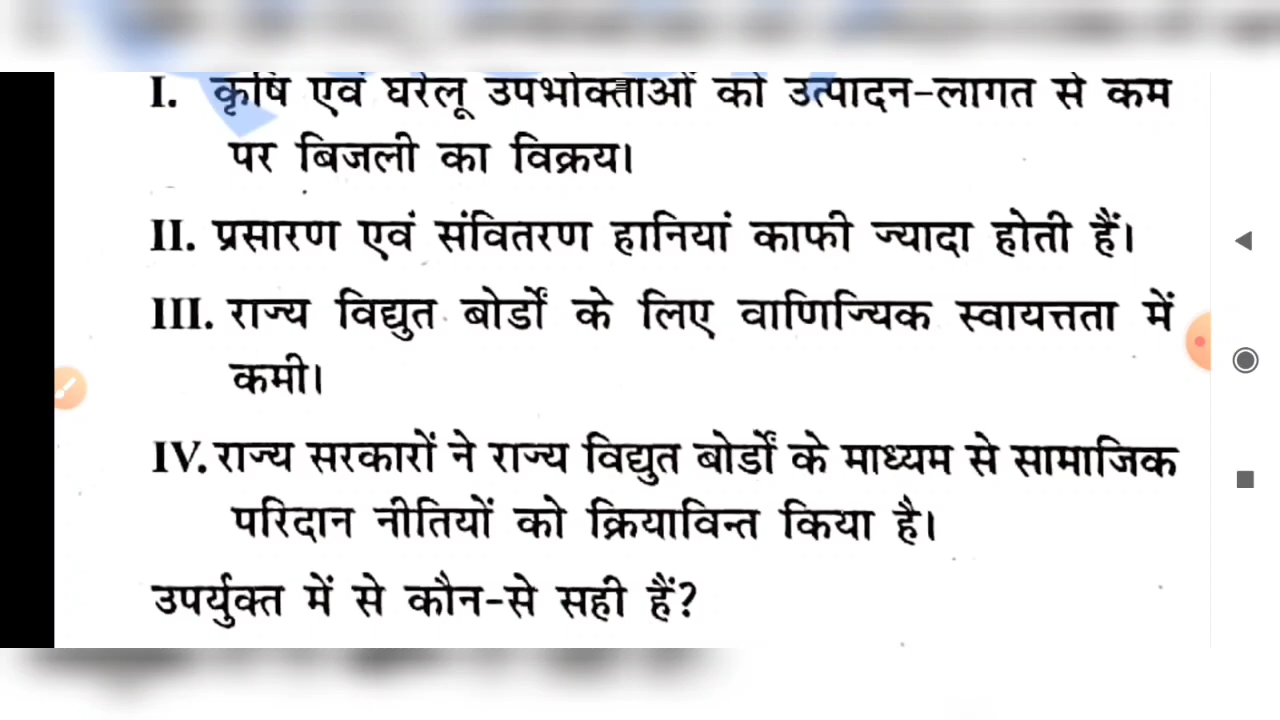 I. कृषि एवं घरेलू उपभोक्ताओं को उत्पादन-लागत से कम
पर बिजली का विक्रय।
II. प्रसारण एवं संवितरण हानियां काफी ज्यादा होती हैं।
III. राज्य विद्युत बोर्डों के लिए वाणिज्यिक स्वायत्तता में
कमी।
IV. राज्य सरकारों ने राज्य विद्युत बोर्डों के माध्यम से सामाजिक
परिदान नीतियों को क्रियाविन्त किया है।
उपर्युक्त में से कौन-से सही हैं?